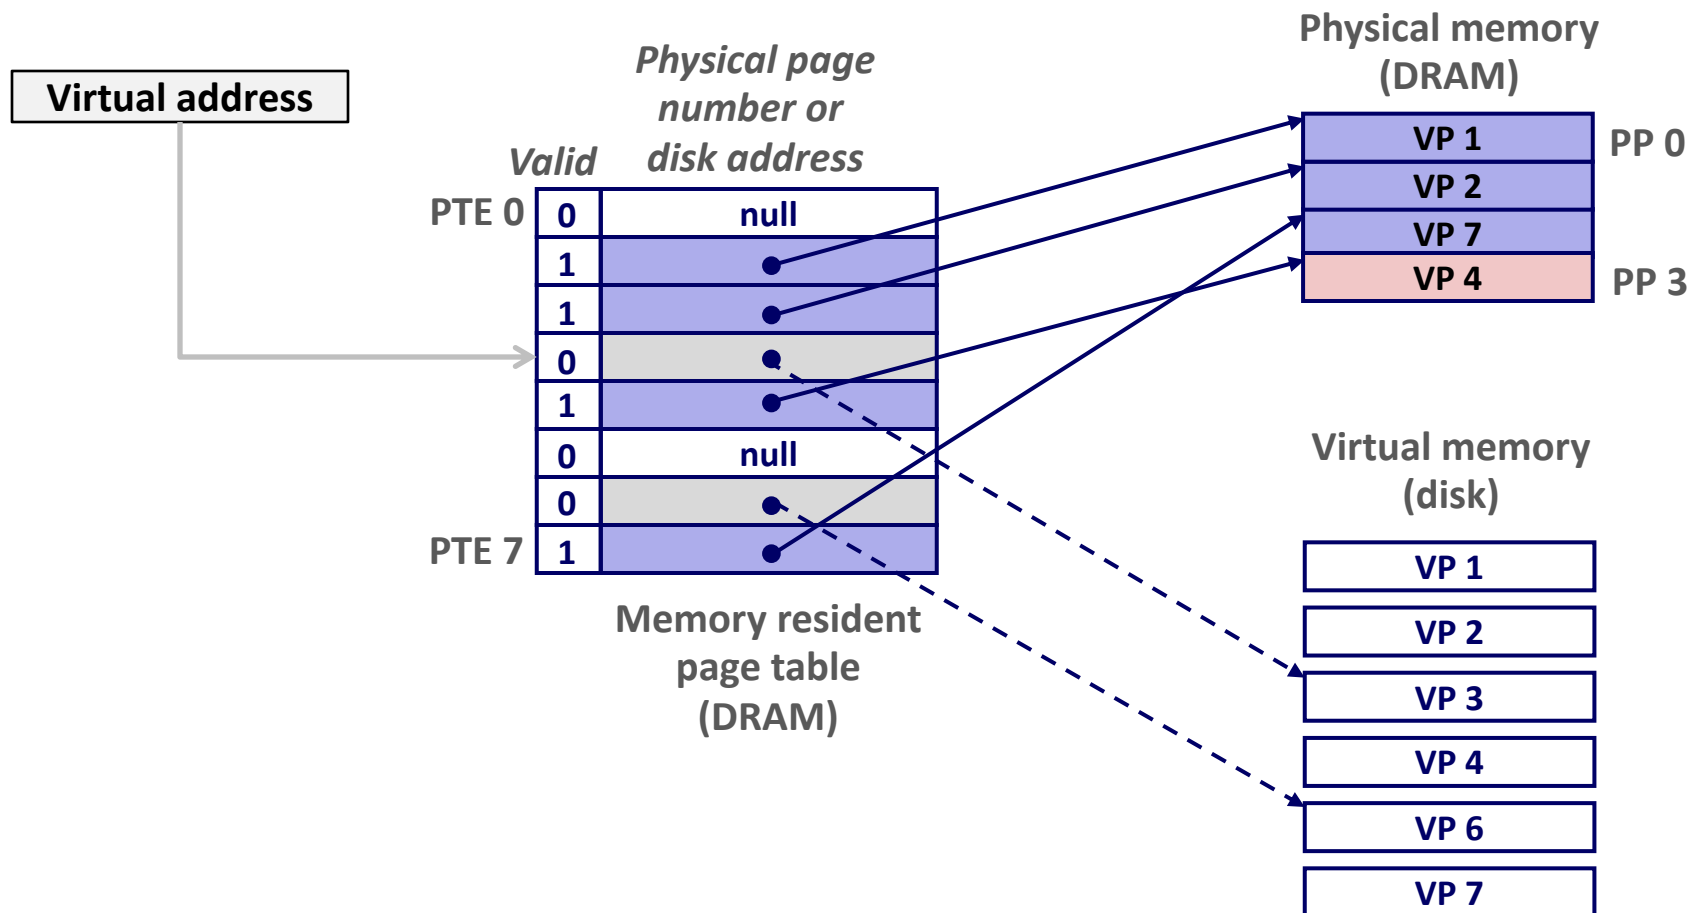 Virtual address
Physical page
number or
disk address
Valid
PTE 0
0
null
1
1
0
1
0
null
0
PTE 7
1
Memory resident
page table
(DRAM)
Physical memory
(DRAM)
VP 1
PP 0
VP 2
VP 7
VP 4
PP 3
Virtual memory
(disk)
VP 1
VP 2
VP 3
VP 4
VP 6
VP 7